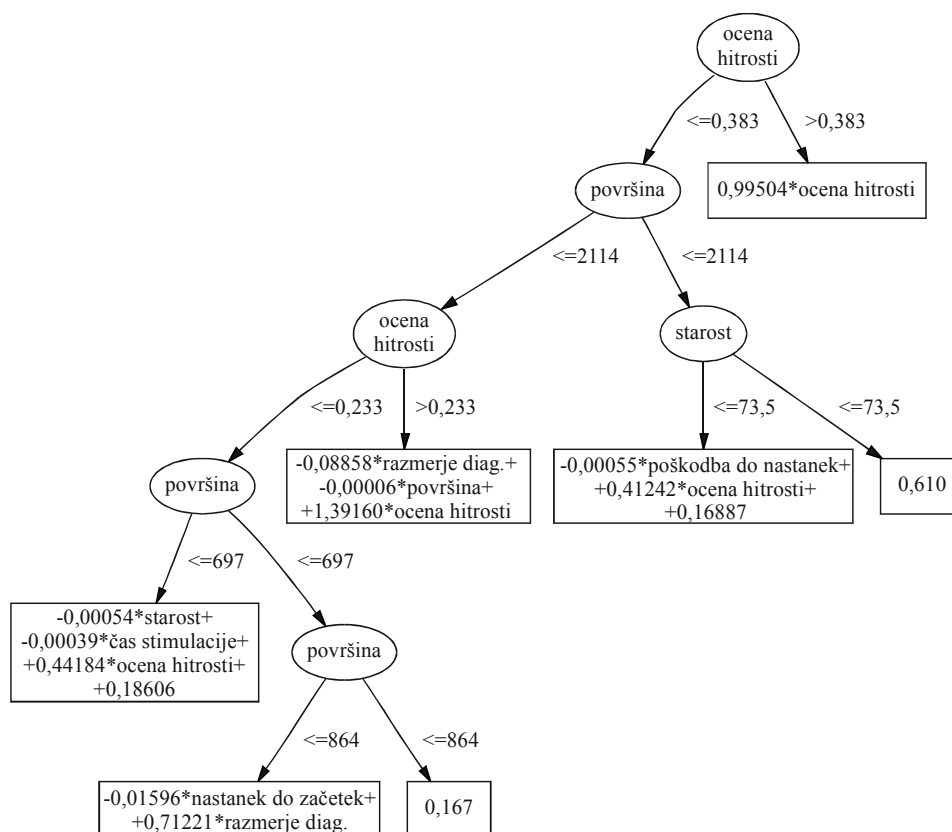 ocena
hitrosti
<=0,383
>0,383
površina
0,99504*ocena hitrosti
<=2114
<=2114
ocena
hitrosti
starost
<=0,233
>0,233
<=73,5
<=73,5
površina
-0,08858*razmerje diag.+
-0,00006*površina+
+1,39160*ocena hitrosti
-0,00055*poškodba do nastanek+
+0,41242*ocena hitrosti+
+0,16887
0,610
<=697
<=697
-0,00054*starost+
-0,00039*čas stimulacije+
+0,44184*ocena hitrosti+
+0,18606
površina
<=864
<=864
-0,01596*nastanek do začetek+
+0,71221*razmerje diag.
0,167